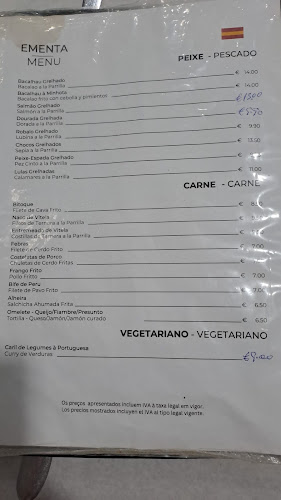 EMENTA
MENU
PEIXE - PESCADO
Bacalhau Grelhado
Bacalao a la Parrilla € 14.00
Bacalhau à Minhota
Bacalao frito con cebolla y pimientos € 14.00
Salmão Grelhado
Salmón a la Parrilla
Dourada Grelhada
Dorada a la Parrilla
Robalo Grelhado
Lubina a la Parrilla € 9.90
Chocos Grelhados
Sepia a la Parrilla € 13.50
Peixe-Espada Grelhado
Pez Cinto a la Parrilla €
Lulas Grelhadas
Calamares a la Parrilla € 11.00
CARNE - CARNE
Bitoque
Filete de Cava Frito €
Naco de Vitela
Filoss de Ternera a la Parrilla €
Entremeada de Vitela
Costillas de Ternera a la Parrilla €
Febras
Filete de Cerdo Frito €
Costeletas de Porco
Chuletas de Cerdo Fritas €
Frango Frito
Pollo Frito € 7.00
Bife de Peru
Filete de Pavo Frito € 7.00
Alheira
Salchicha Ahumada Frita € 6.50
Omelete - Queijo/Fiambre/Presunto
Tortilla - Queso/Jamón/Jamón curado € 6.50
VEGETARIANO - VEGETARIANO
Caril de Legumes à Portuguesa
Curry de Verduras
Os preços, apresentados incluem IVA à taxa legal em vigor.
Los precios mostrados incluyen el IVA al tipo legal vigente.